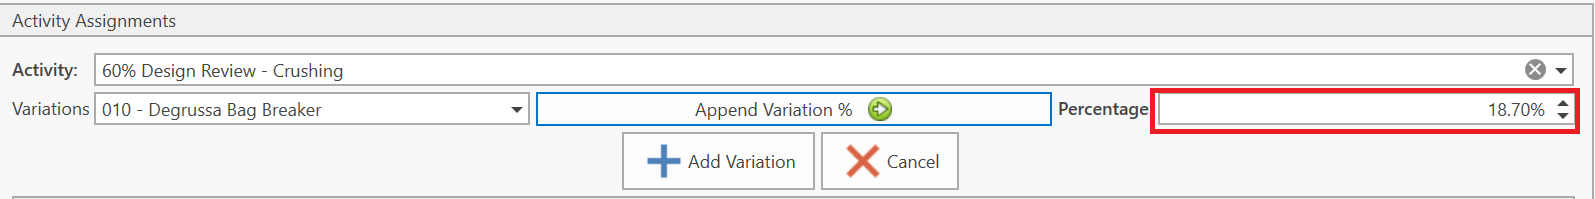 Activity Assignments
Activity: 60% Design Review - Crushing
Variations 010 - Degrussa Bag Breaker Append Variation % Percentage 18.70%
Add Variation Cancel